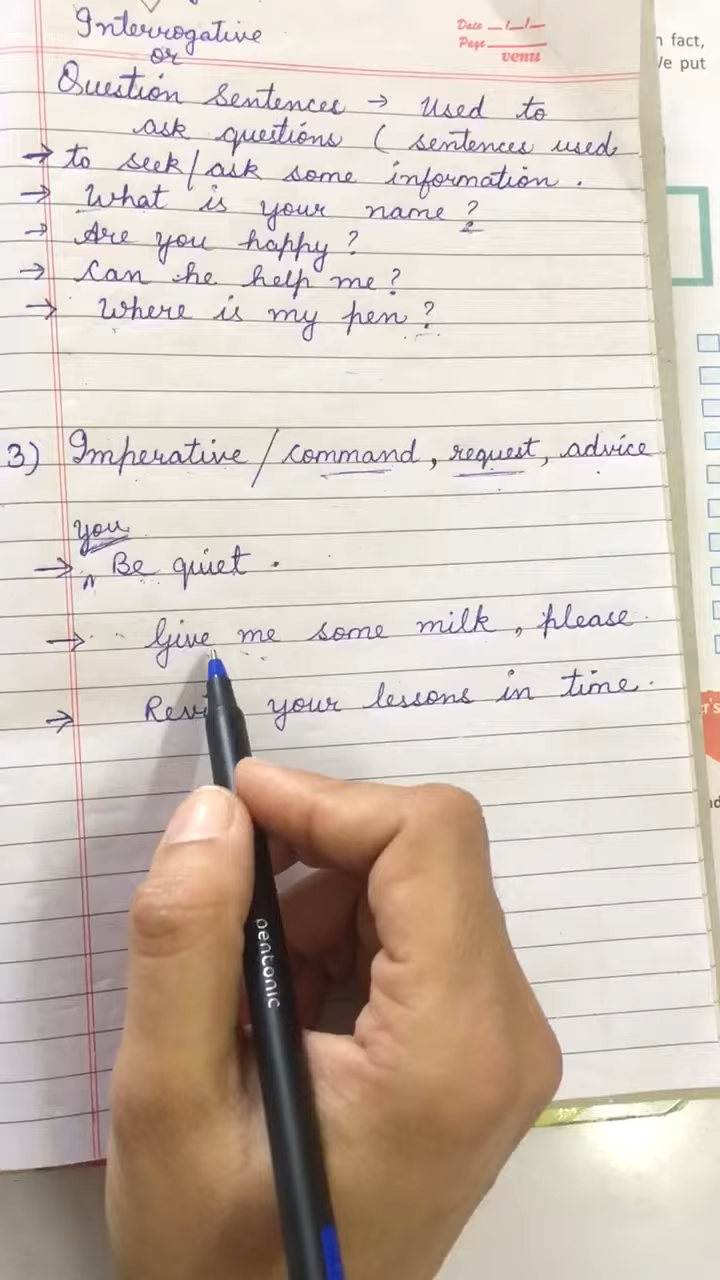 Interrogative
or
Date _/_/_
Page
venus
n fact,
Ve put
Question Sentences → Used to
ask questions ( sentences used
→ to seek/ask some information .
→ What is your name ?
→ Are you happy ?
→ Can he help me ?
→ Where is my pen ?
3) Imperative / command, request, advice
you
→ ^ Be quiet .
→ Give me some milk , please .
→ your lessons in time .
r's
pentonic